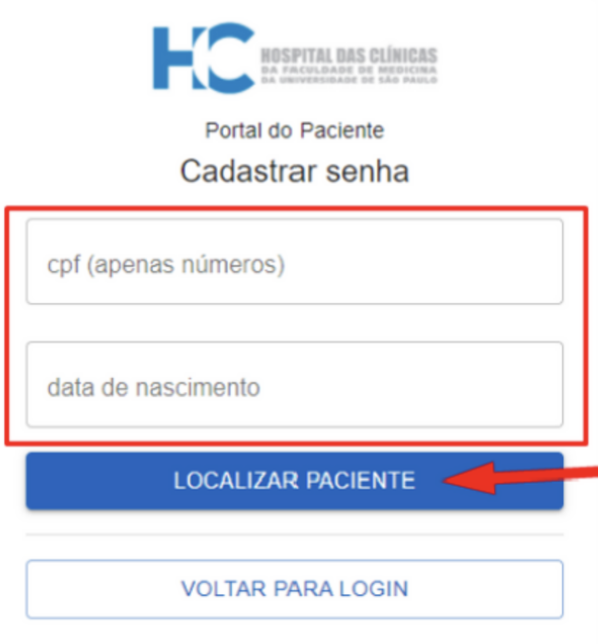 HC
HOSPITAL DAS CLÍNICAS
DA FACULDADE DE MEDICINA
DA UNIVERSIDADE DE SÃO PAULO
Portal do Paciente
Cadastrar senha
cpf (apenas números)
data de nascimento
LOCALIZAR PACIENTE
VOLTAR PARA LOGIN